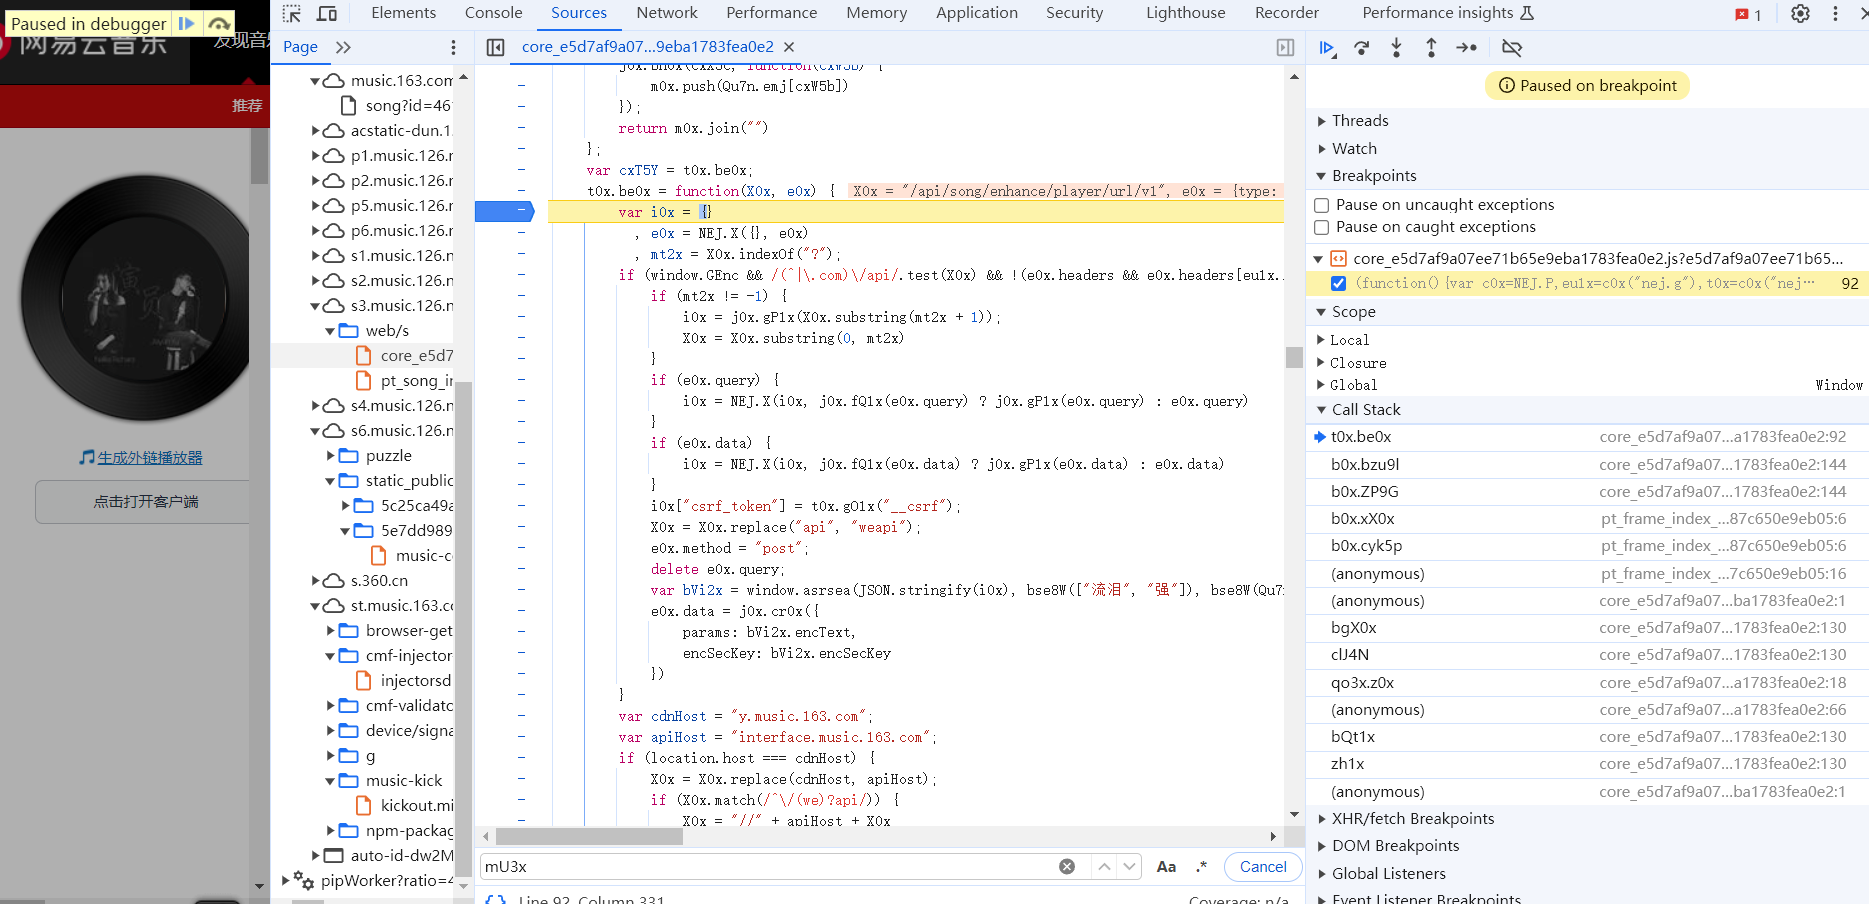 Paused in debugger
网易云音乐
发现音乐
推荐
生成外链播放器
点击打开客户端
Elements Console Sources Network Performance Memory Application Security Lighthouse Recorder Performance insights 1
Page
core_e5d7af9a07...9eba1783fea0e2
music.163.com
song?id=46
acstatic-dun.1
p1.music.126.r
p2.music.126.r
p5.music.126.r
p6.music.126.r
s1.music.126.n
s2.music.126.n
s3.music.126.n
web/s
core_e5d7
pt_song_ir
s4.music.126.n
s6.music.126.n
puzzle
static_public
5c25ca49a
5e7dd989
music-c
s.360.cn
st.music.163.c
browser-get
cmf-injector
injectorsd
cmf-validato
device/signa
g
music-kick
kickout.mi
npm-packag
auto-id-dw2M
pipWorker?ratio=4
j0x.bh0x(cxX5c, function(cxW5b) {
m0x.push(Qu7n.emj[cxW5b])
});
return m0x.join("")
};
var cxT5Y = t0x.be0x;
t0x.be0x = function(X0x, e0x) { X0x = "/api/song/enhance/player/url/v1", e0x = {type:
var i0x = {}
, e0x = NEJ.X({}, e0x)
, mt2x = X0x.indexOf("?");
if (window.GEnc && /(^|\.com)\/api/.test(X0x) && !(e0x.headers && e0x.headers[eu1x.
if (mt2x != -1) {
i0x = j0x.gP1x(X0x.substring(mt2x + 1));
X0x = X0x.substring(0, mt2x)
}
if (e0x.query) {
i0x = NEJ.X(i0x, j0x.fQ1x(e0x.query) ? j0x.gP1x(e0x.query) : e0x.query)
}
if (e0x.data) {
i0x = NEJ.X(i0x, j0x.fQ1x(e0x.data) ? j0x.gP1x(e0x.data) : e0x.data)
}
i0x["csrf_token"] = t0x.gO1x("__csrf");
X0x = X0x.replace("api", "weapi");
e0x.method = "post";
delete e0x.query;
var bVi2x = window.asrsea(JSON.stringify(i0x), bse8W(["流泪", "强"]), bse8W(Qu7
e0x.data = j0x.cr0x({
params: bVi2x.encText,
encSecKey: bVi2x.encSecKey
})
}
var cdnHost = "y.music.163.com";
var apiHost = "interface.music.163.com";
if (location.host === cdnHost) {
X0x = X0x.replace(cdnHost, apiHost);
if (X0x.match(/^\/(we)?api/)) {
X0x = "//" + apiHost + X0x
mU3x
Aa .* Cancel
{} Line 92, Column 331 Coverage: n/a
Paused on breakpoint
Threads
Watch
Breakpoints
Pause on uncaught exceptions
Pause on caught exceptions
core_e5d7af9a07ee71b65e9eba1783fea0e2.js?e5d7af9a07ee71b65...
(function(){var c0x=NEJ.P,eu1x=c0x("nej.g"),t0x=c0x("nej… 92
Scope
Local
Closure
Global Window
Call Stack
t0x.be0x core_e5d7af9a07...a1783fea0e2:92
b0x.bzu9l core_e5d7af9a07...1783fea0e2:144
b0x.ZP9G core_e5d7af9a07...1783fea0e2:144
b0x.xX0x pt_frame_index_...87c650e9eb05:6
b0x.cyk5p pt_frame_index_...87c650e9eb05:6
(anonymous) pt_frame_index_...7c650e9eb05:16
(anonymous) core_e5d7af9a07...ba1783fea0e2:1
bgX0x core_e5d7af9a07...1783fea0e2:130
clJ4N core_e5d7af9a07...1783fea0e2:130
qo3x.z0x core_e5d7af9a07...a1783fea0e2:18
(anonymous) core_e5d7af9a07...a1783fea0e2:66
bQt1x core_e5d7af9a07...1783fea0e2:130
zh1x core_e5d7af9a07...1783fea0e2:130
(anonymous) core_e5d7af9a07...ba1783fea0e2:1
XHR/fetch Breakpoints
DOM Breakpoints
Global Listeners
Event Listener Breakpoints